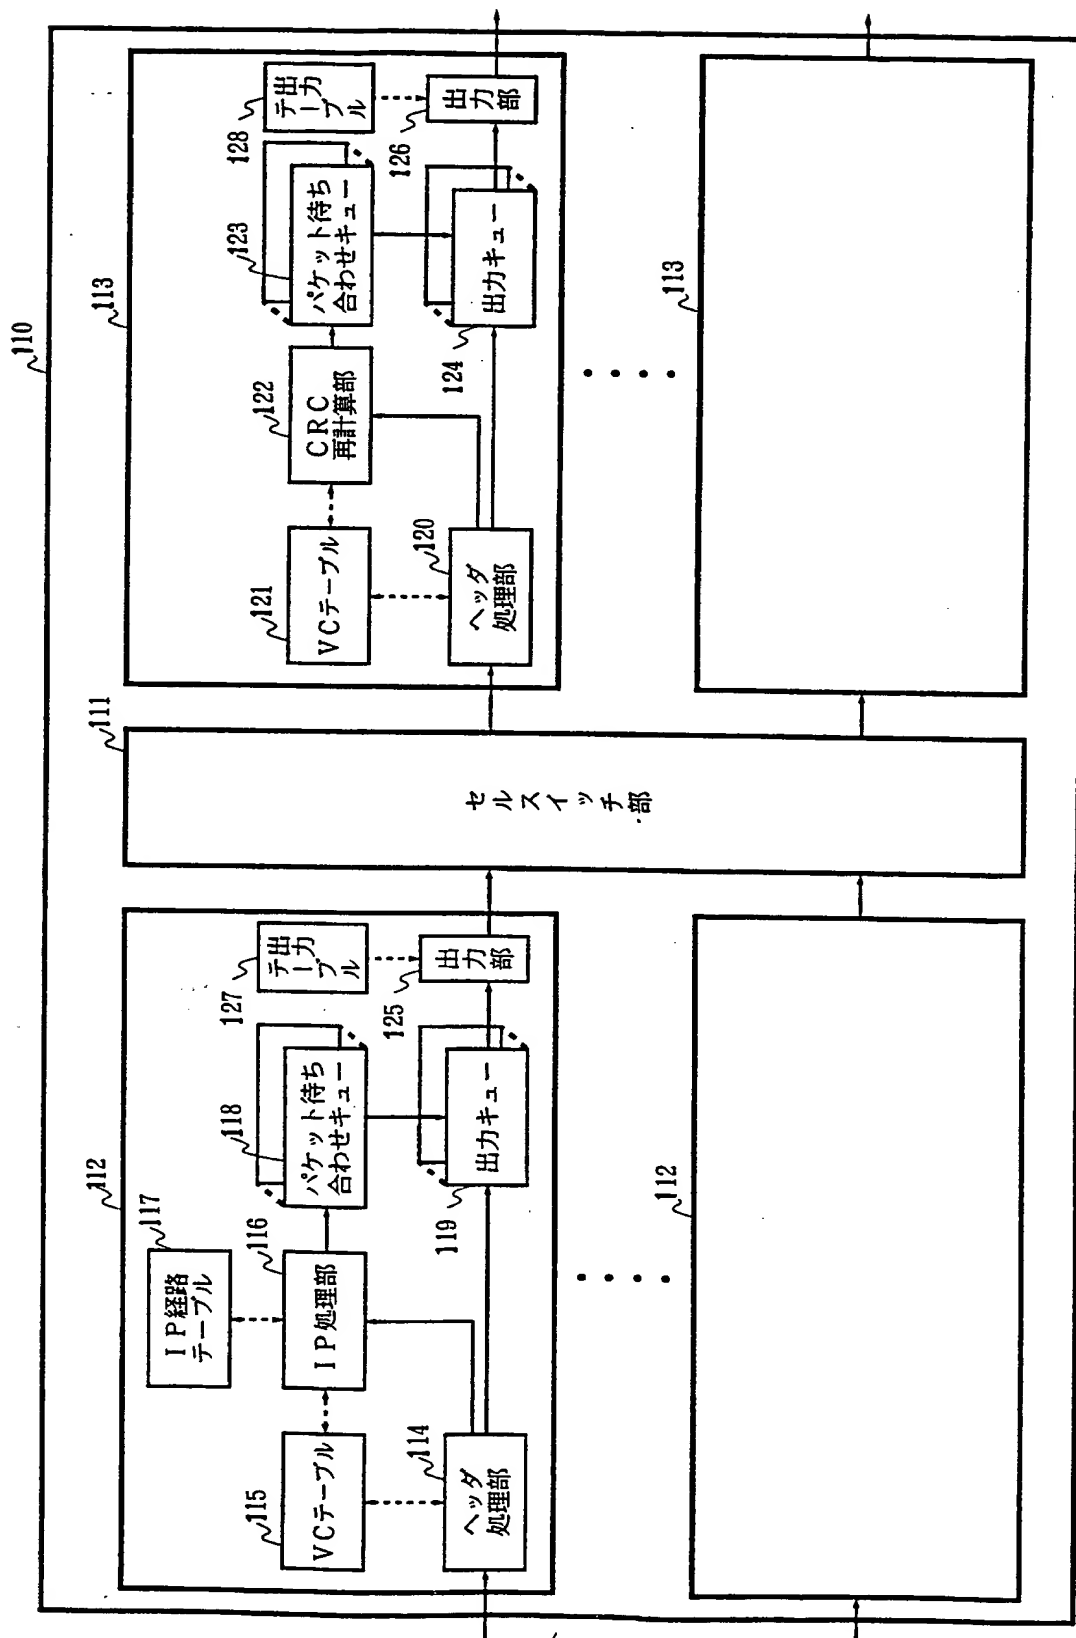 110
112
117
IP経路
テーブル
115
VCテーブル
116
IP処理部
118
パケット待ち
合わせキュー
127
出力
テーブル
114
ヘッダ
処理部
119
出力キュー
125
出力部
112
111
セルスイッチ部
113
121
VCテーブル
122
CRC
再計算部
123
パケット待ち
合わせキュー
128
出力
テーブル
120
ヘッダ
処理部
124
出力キュー
126
出力部
113